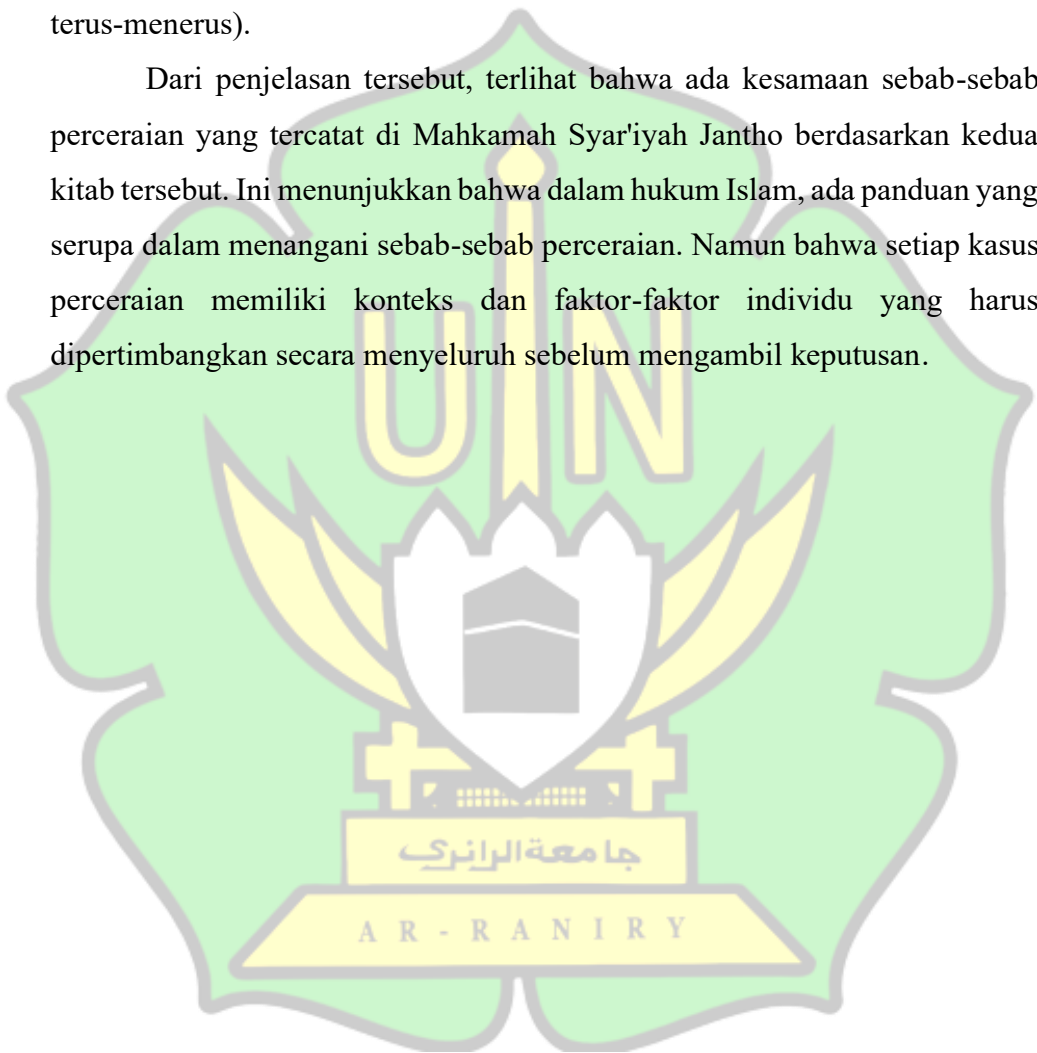 terus-menerus).
Dari penjelasan tersebut, terlihat bahwa ada kesamaan sebab-sebab
perceraian yang tercatat di Mahkamah Syar'iyah Jantho berdasarkan kedua
kitab tersebut. Ini menunjukkan bahwa dalam hukum Islam, ada panduan yang
serupa dalam menangani sebab-sebab perceraian. Namun bahwa setiap kasus
perceraian memiliki konteks dan faktor-faktor individu yang harus
dipertimbangkan secara menyeluruh sebelum mengambil keputusan.
UIN
جامعة الرانري
AR-RANIRY